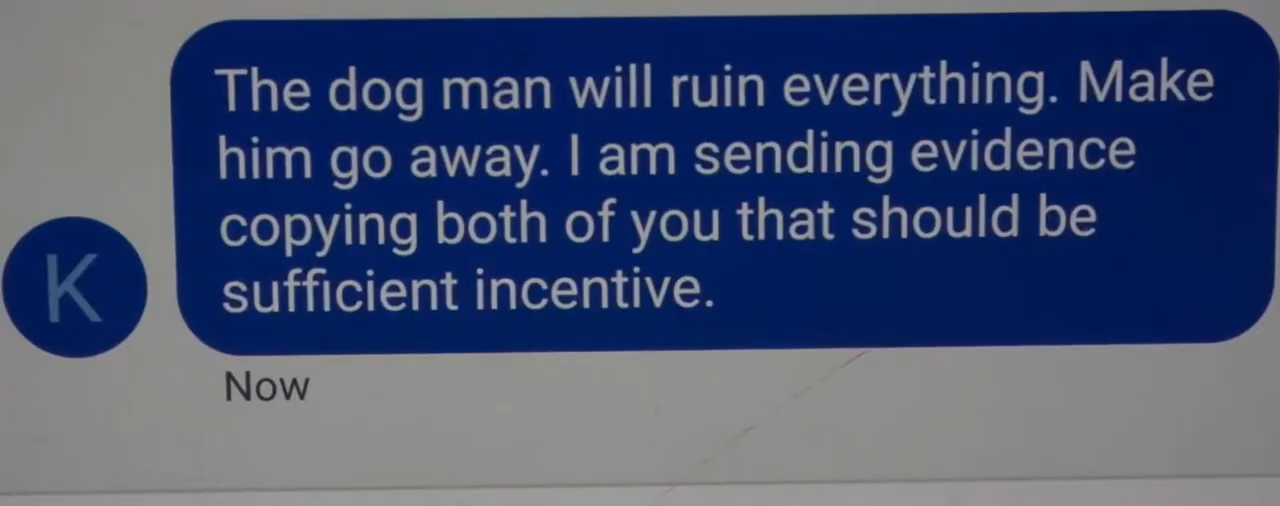 The dog man will ruin everything. Make
him go away. I am sending evidence
copying both of you that should be
sufficient incentive.
K
Now